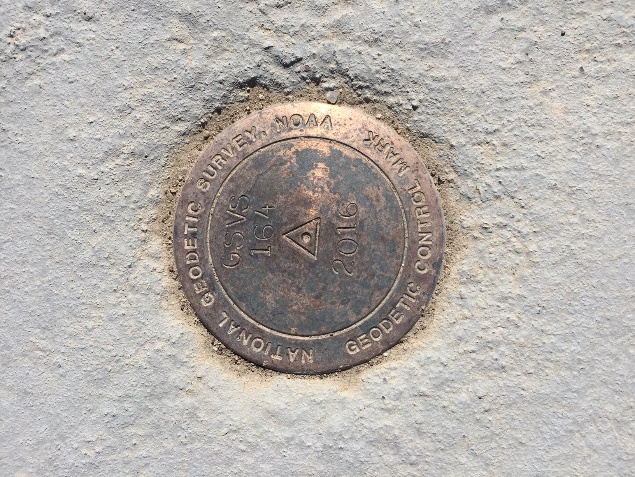 NATIONAL GEODETIC SURVEY, NOAA
GEODETIC CONTROL MARK
GSVS
164
2016